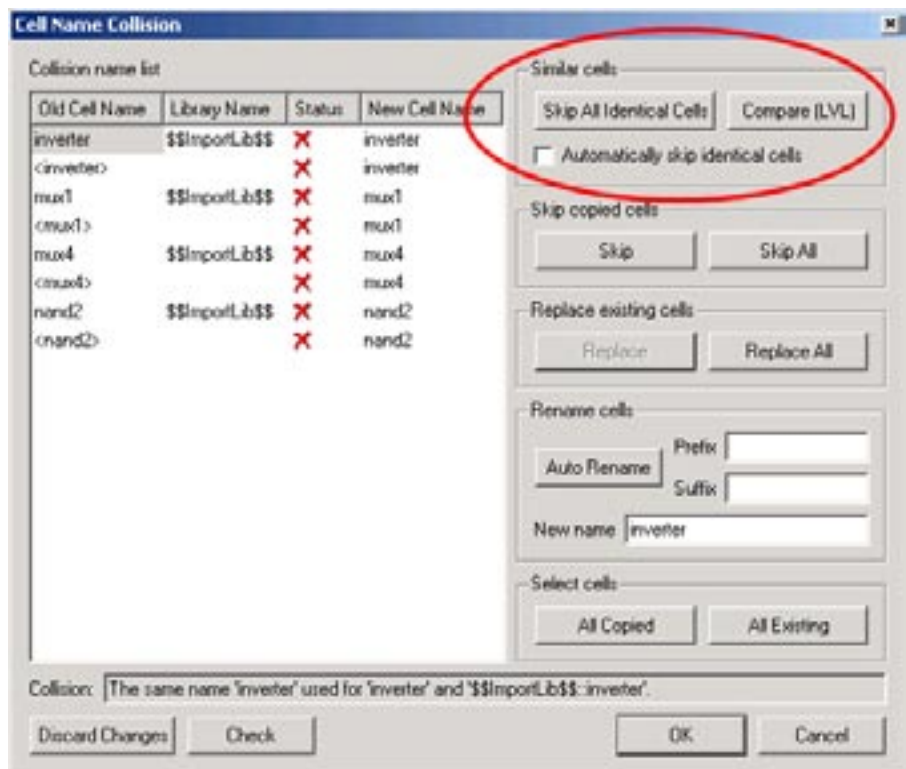 Cell Name Collision
Collision name list
Old Cell Name Library Name Status New Cell Name
inverter $$ImportLib$$ inverter
<inverter> inverter
mux1 $$ImportLib$$ mux1
<mux1> mux1
mux4 $$ImportLib$$ mux4
<mux4> mux4
nand2 $$ImportLib$$ nand2
<nand2> nand2
Similar cells
Skip All Identical Cells Compare (LVL)
Automatically skip identical cells
Skip copied cells
Skip Skip All
Replace existing cells
Replace Replace All
Rename cells
Auto Rename
Prefix
Suffix
New name inverter
Select cells
All Copied All Existing
Collision: The same name 'inverter' used for 'inverter' and '$$ImportLib$$::inverter'.
Discard Changes Check OK Cancel